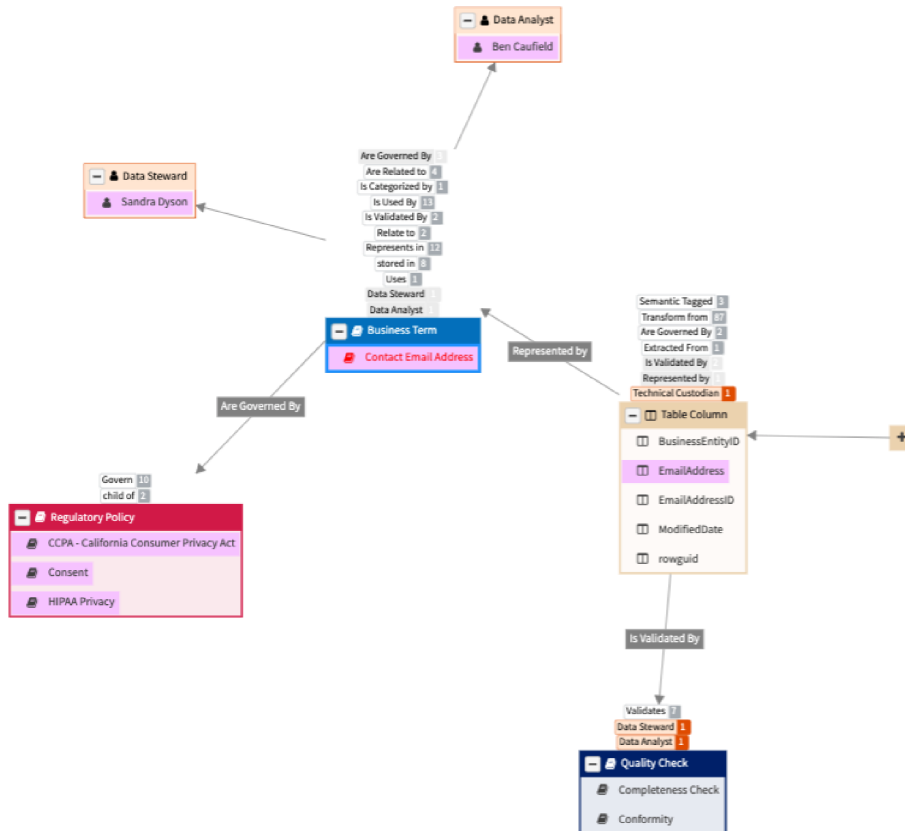 Data Analyst
Ben Caufield
Are Governed By 3
Are Related to 4
Is Categorized by 1
Is Used By 13
Is Validated By 2
Relate to 2
Represents in 12
stored in 8
Uses 1
Data Steward 1
Data Analyst 1
Data Steward
Sandra Dyson
Business Term
Contact Email Address
Represented by
Semantic Tagged 3
Transform from 87
Are Governed By 2
Extracted From 1
Is Validated By 2
Represented by 1
Technical Custodian 1
Table Column
BusinessEntityID
EmailAddress
EmailAddressID
ModifiedDate
rowguid
Are Governed By
Govern 10
child of 2
Regulatory Policy
CCPA - California Consumer Privacy Act
Consent
HIPAA Privacy
Is Validated By
Validates 7
Data Steward 1
Data Analyst 1
Quality Check
Completeness Check
Conformity